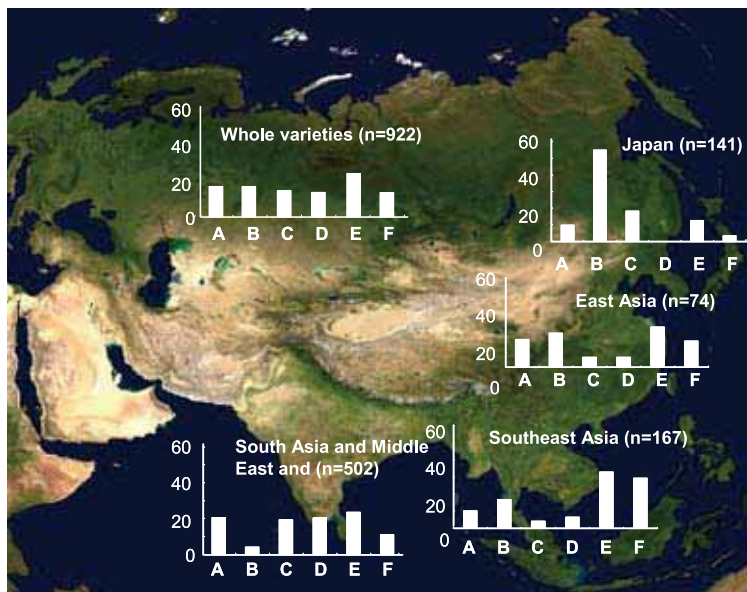 60
Whole varieties (n=922)
40
20
0
A B C D E F
60
Japan (n=141)
40
20
0
A B C D E F
60
East Asia (n=74)
40
20
0
A B C D E F
60
South Asia and Middle
East and (n=502)
40
20
0
A B C D E F
60
Southeast Asia (n=167)
40
20
0
A B C D E F